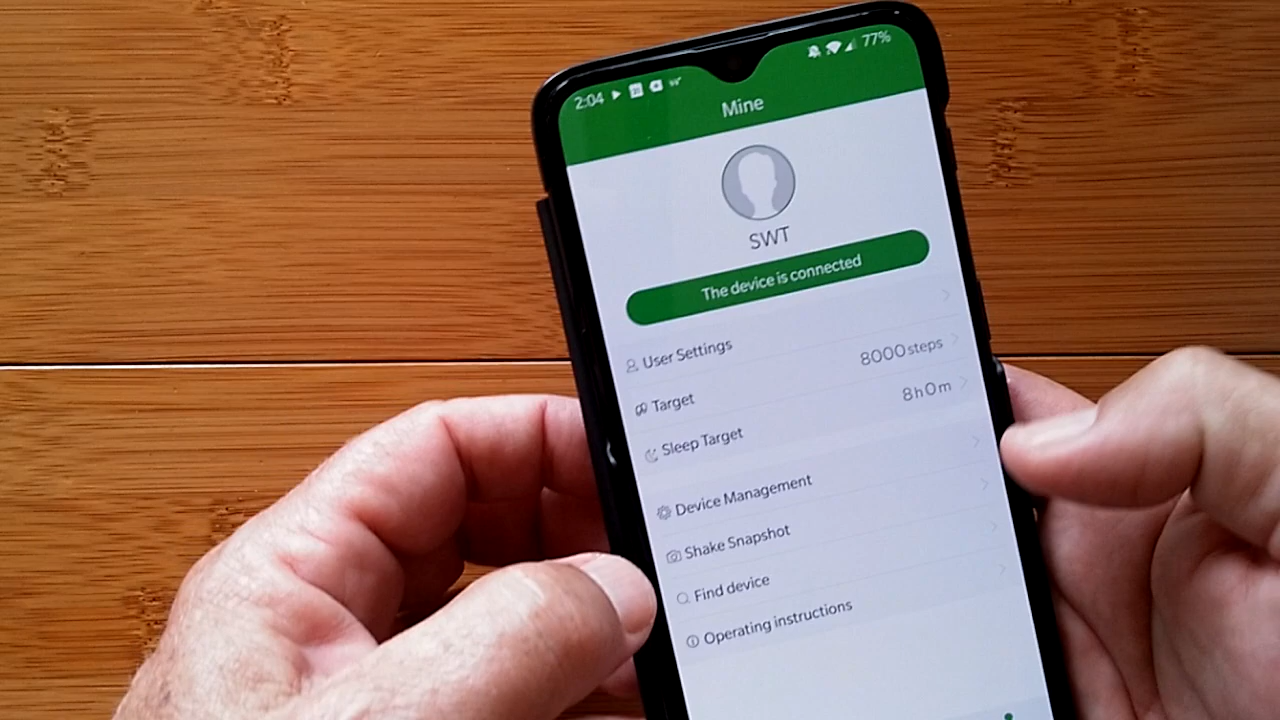 2:04 77%
Mine
SWT
The device is connected
User Settings
Target 8000 steps
Sleep Target 8h0m
Device Management
Shake Snapshot
Find device
Operating instructions